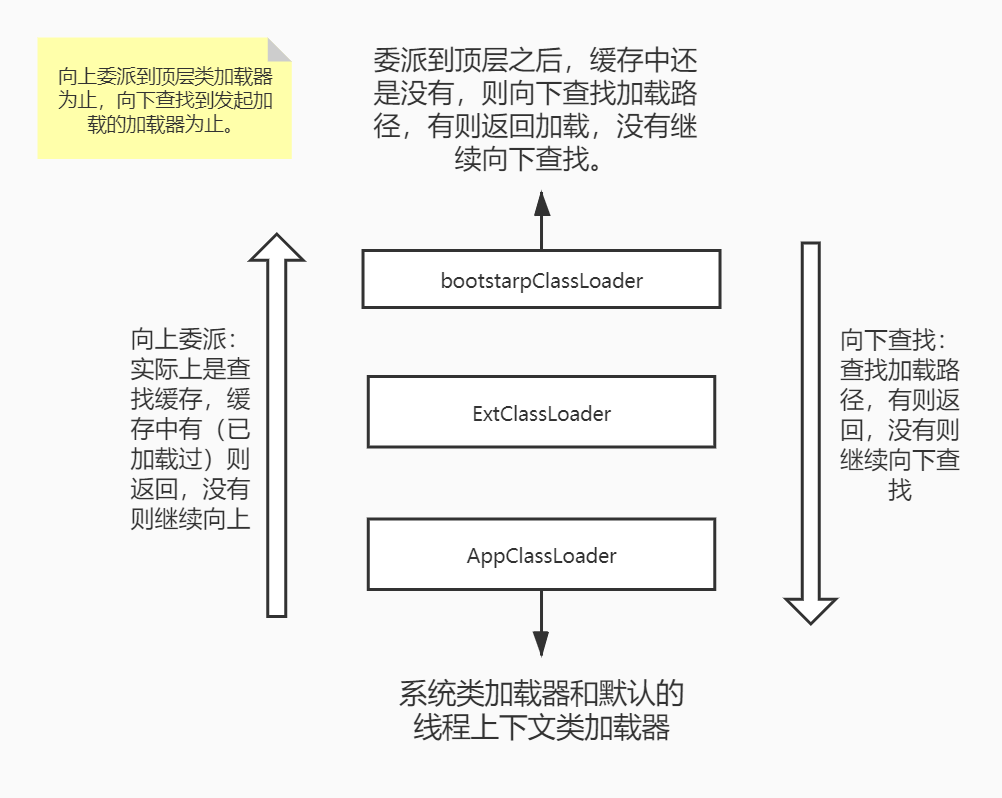 向上委派到顶层类加载器
为止，向下查找到发起加
载的加载器为止。
委派到顶层之后，缓存中还
是没有，则向下查找加载路
径，有则返回加载，没有继
续向下查找。
bootstarpClassLoader
向上委派：
实际上是查
找缓存，缓
存中有（已
加载过）则
返回，没有
则继续向上
ExtClassLoader
向下查找：
查找加载路
径，有则返
回，没有则
继续向下查
找
AppClassLoader
系统类加载器和默认的
线程上下文类加载器